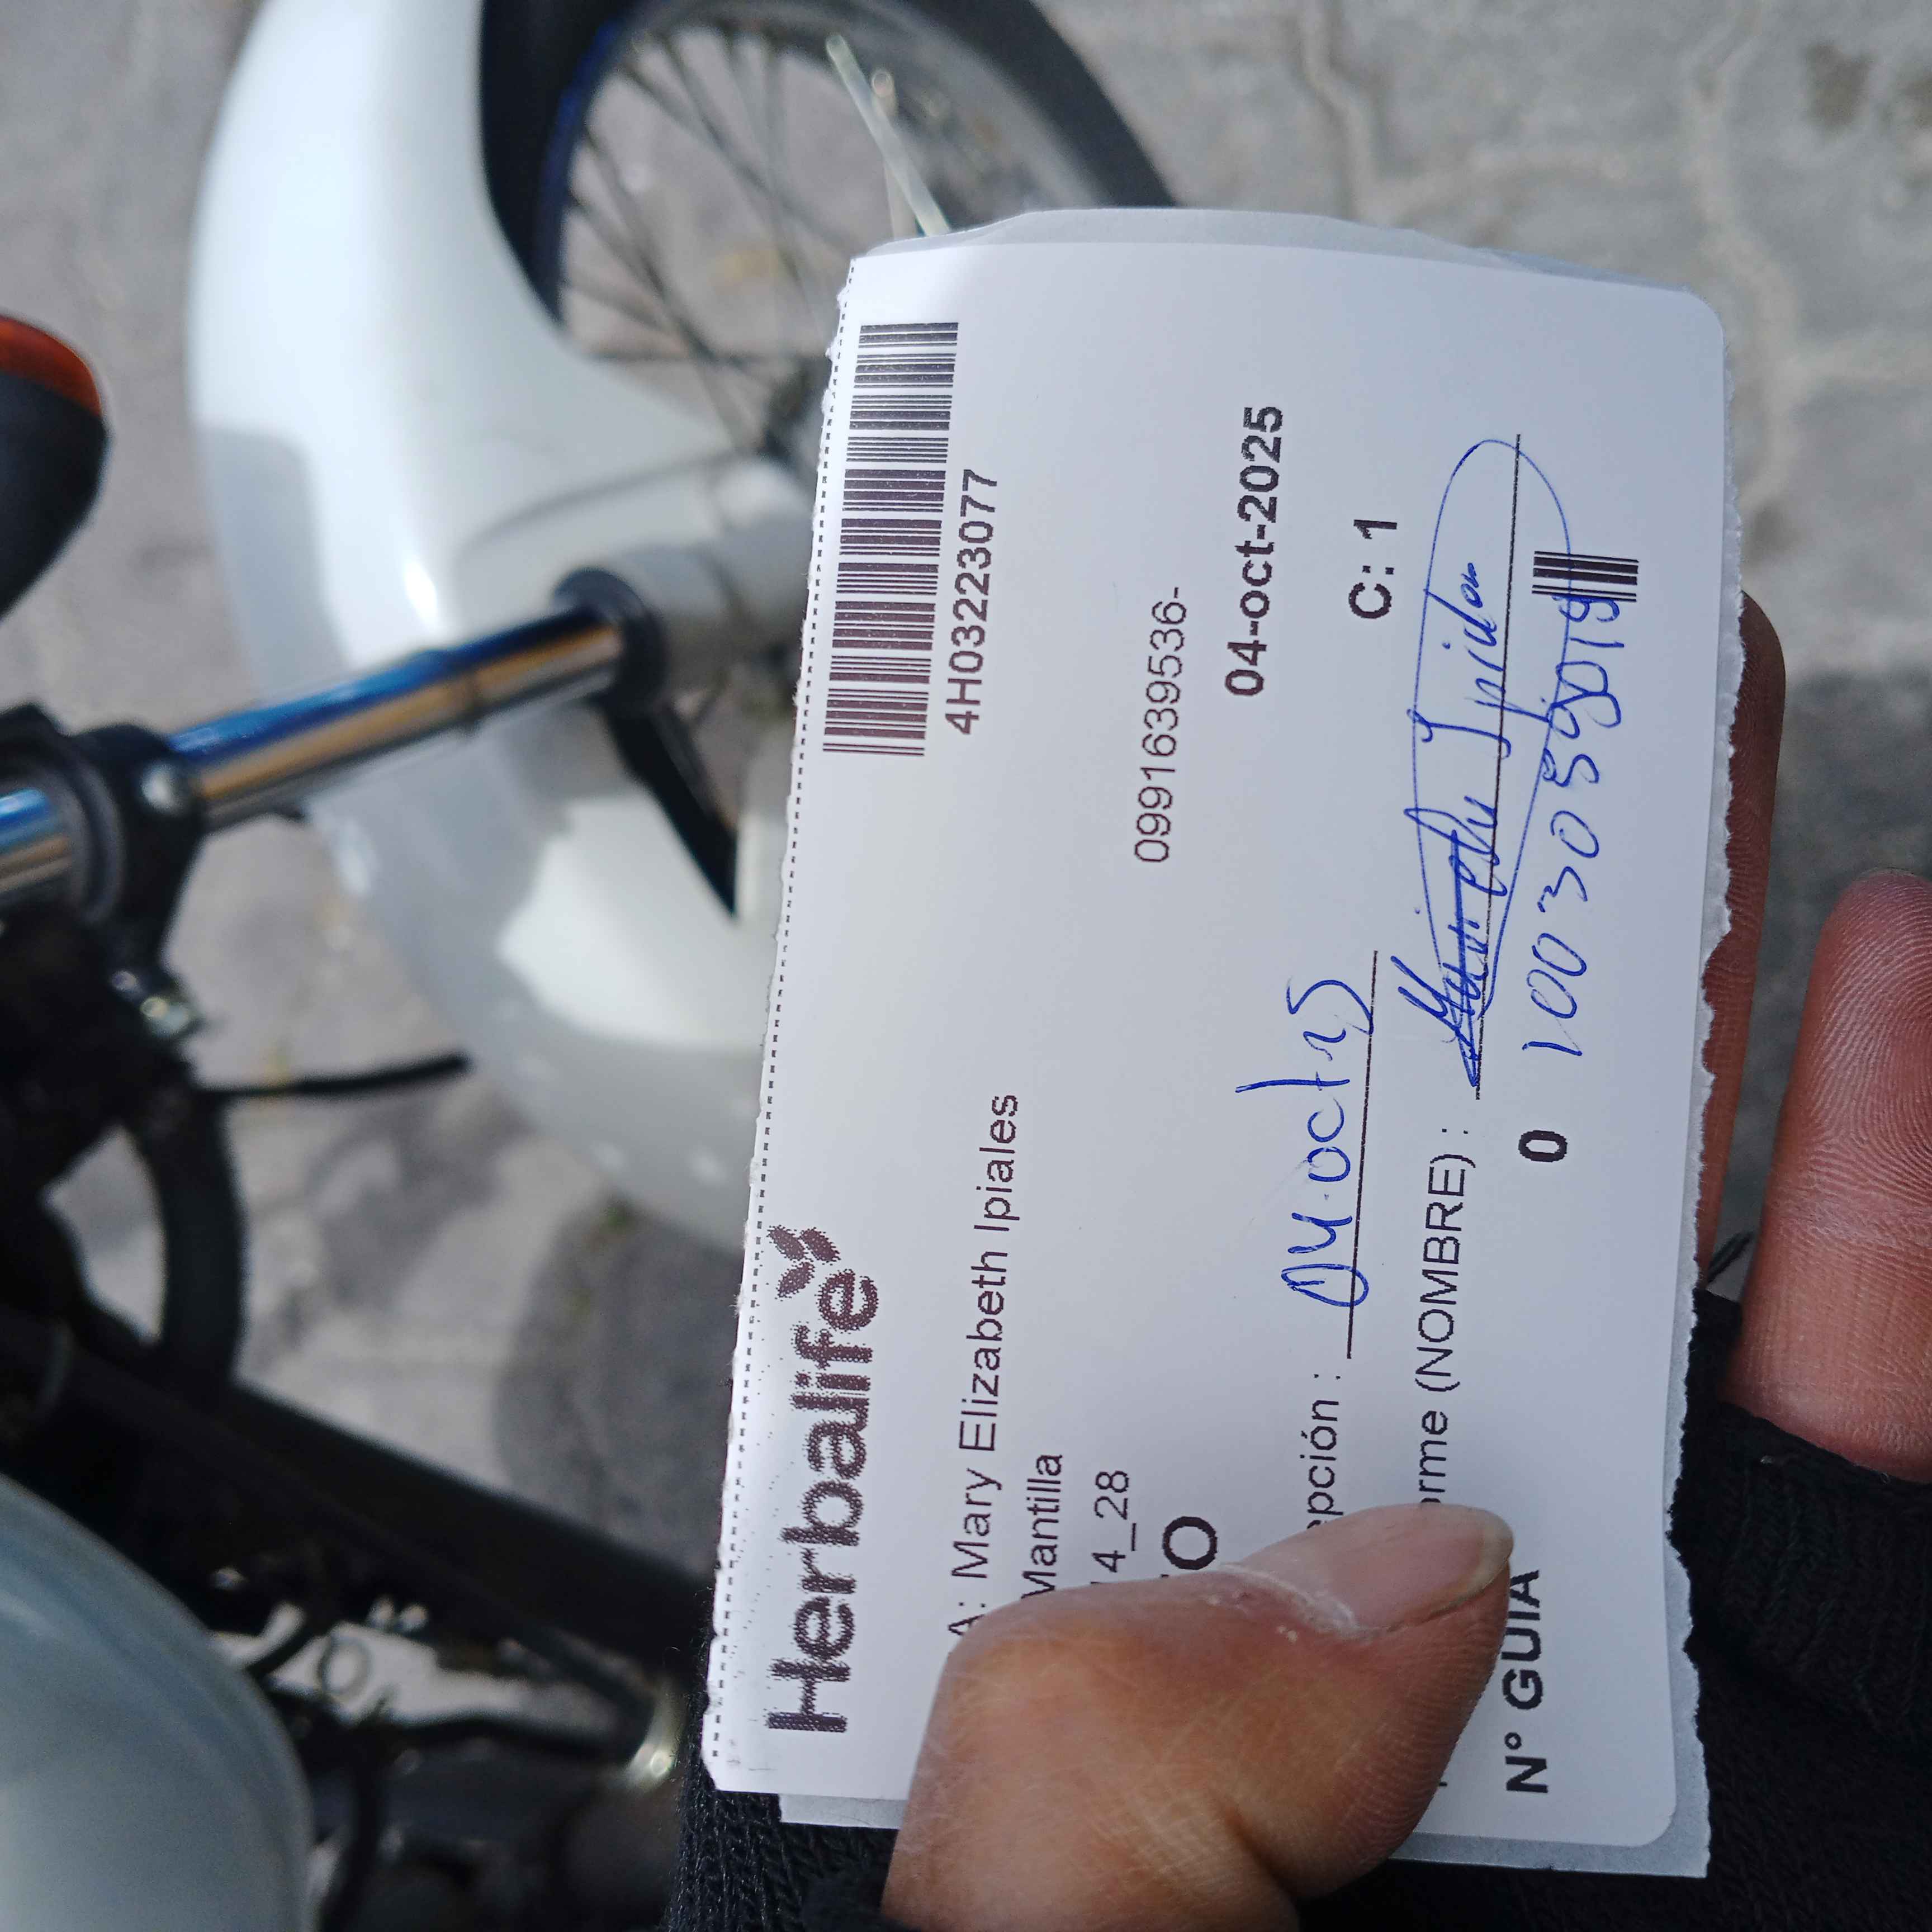 Herbalife
4H03223077
A: Mary Elizabeth Ipiales
Mantilla
4_28
0991639536-
O
04-oct-2025
epción : 04-oct-25
C: 1
orme (NOMBRE) :
N° GUIA 0